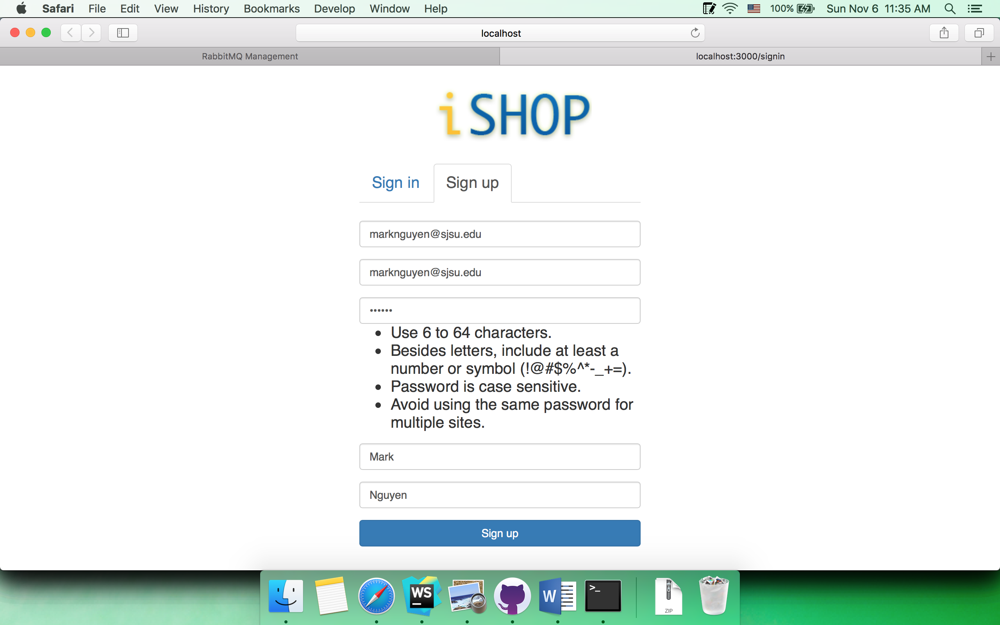 Safari File Edit View History Bookmarks Develop Window Help 100% Sun Nov 6 11:35 AM
localhost
RabbitMQ Management localhost:3000/signin
i SHOP
Sign in Sign up
marknguyen@sjsu.edu
marknguyen@sjsu.edu
••••••
• Use 6 to 64 characters.
• Besides letters, include at least a
number or symbol (!@#$%^*-_+=).
• Password is case sensitive.
• Avoid using the same password for
multiple sites.
Mark
Nguyen
Sign up
WS W >_ ZIP